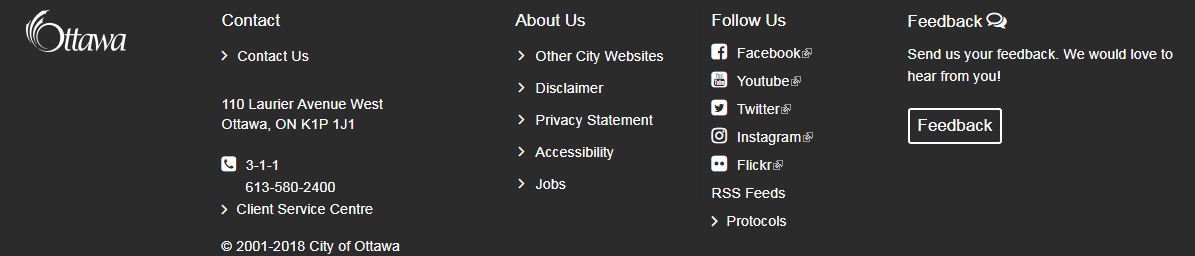 Ottawa
Contact
Contact Us
110 Laurier Avenue West
Ottawa, ON K1P 1J1
3-1-1
613-580-2400
Client Service Centre
© 2001-2018 City of Ottawa
About Us
Other City Websites
Disclaimer
Privacy Statement
Accessibility
Jobs
Follow Us
Facebook
Youtube
Twitter
Instagram
Flickr
RSS Feeds
Protocols
Feedback
Send us your feedback. We would love to
hear from you!
Feedback